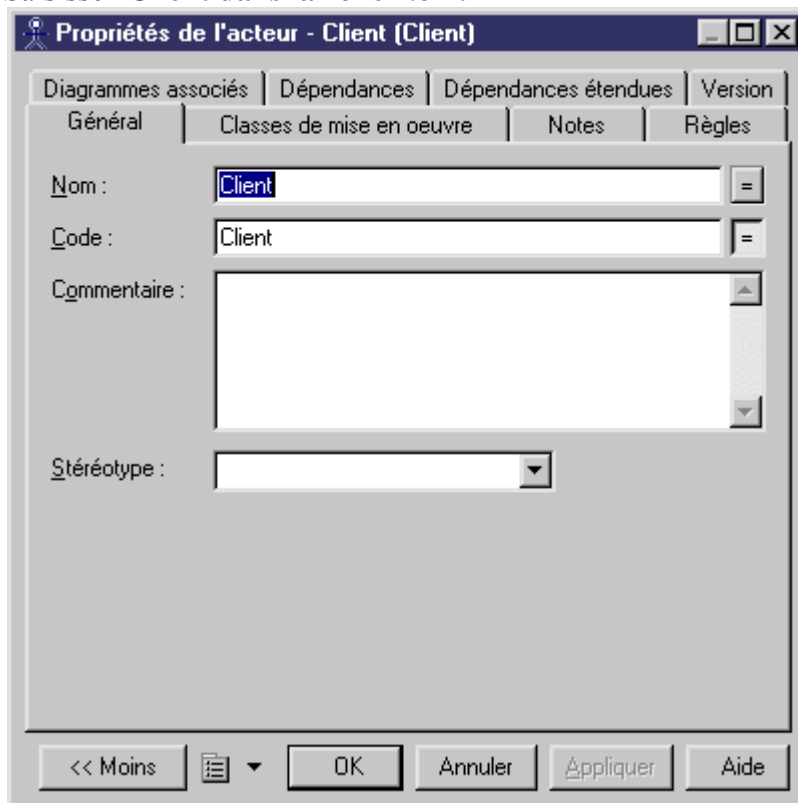 Propriétés de l'acteur - Client (Client)
Diagrammes associés Dépendances Dépendances étendues Version
Général Classes de mise en oeuvre Notes Règles
Nom : Client =
Code : Client =
Commentaire :
Stéréotype :
<< Moins OK Annuler Appliquer Aide